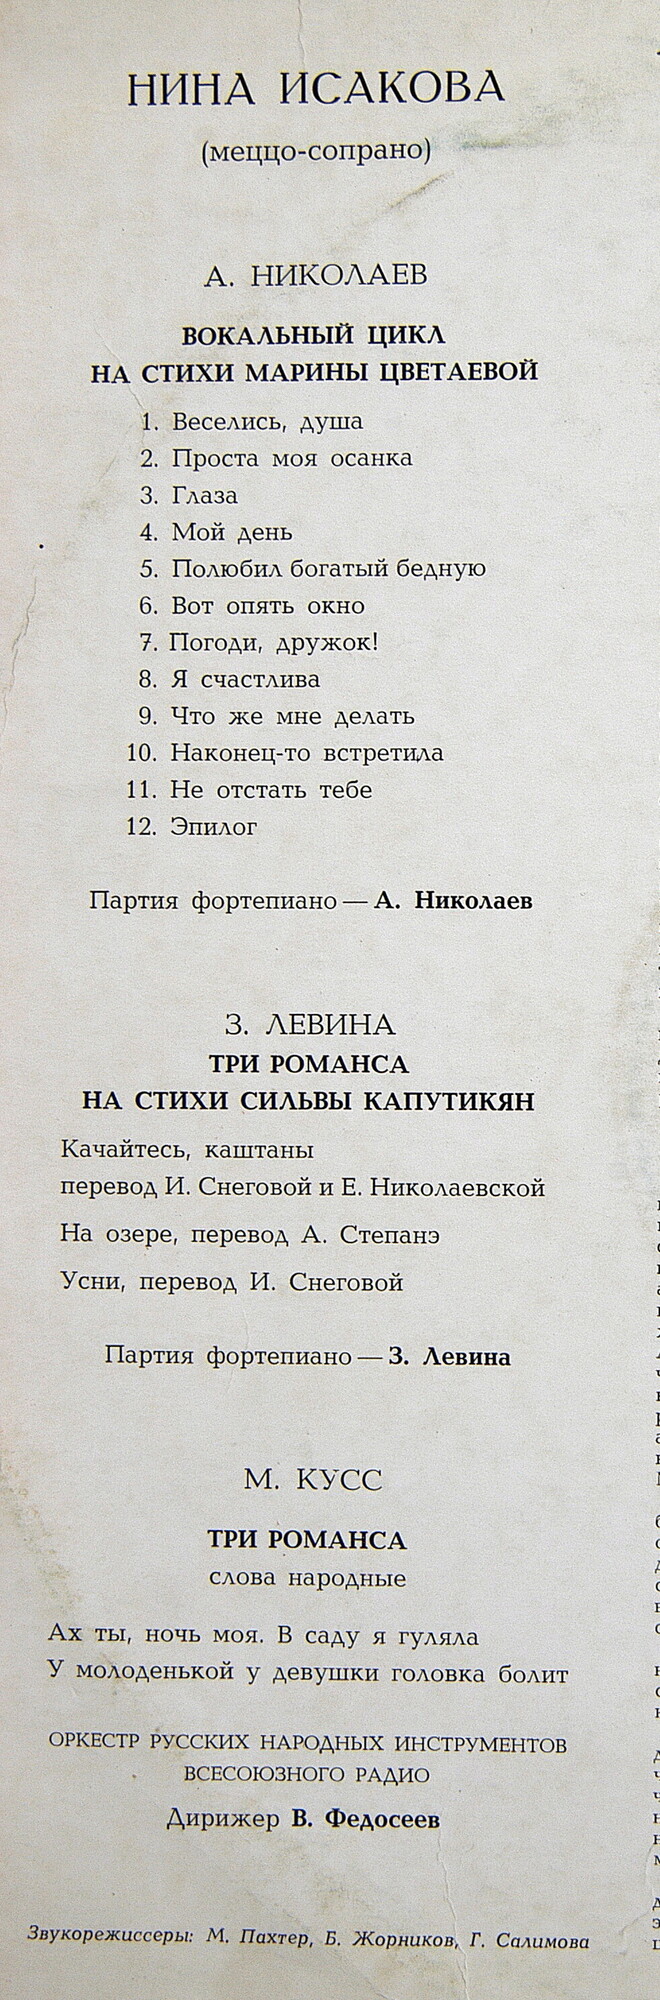 НИНА ИСАКОВА
(меццо-сопрано)
А. НИКОЛАЕВ
ВОКАЛЬНЫЙ ЦИКЛ
НА СТИХИ МАРИНЫ ЦВЕТАЕВОЙ
1. Веселись, душа
2. Проста моя осанка
3. Глаза
4. Мой день
5. Полюбил богатый бедную
6. Вот опять окно
7. Погоди, дружок!
8. Я счастлива
9. Что же мне делать
10. Наконец-то встретила
11. Не отстать тебе
12. Эпилог
Партия фортепиано — А. Николаев
З. ЛЕВИНА
ТРИ РОМАНСА
НА СТИХИ СИЛЬВЫ КАПУТИКЯН
Качайтесь, каштаны
перевод И. Снеговой и Е. Николаевской
На озере, перевод А. Степанэ
Усни, перевод И. Снеговой
Партия фортепиано — З. Левина
М. КУСС
ТРИ РОМАНСА
слова народные
Ах ты, ночь моя. В саду я гуляла
У молоденькой у девушки головка болит
ОРКЕСТР РУССКИХ НАРОДНЫХ ИНСТРУМЕНТОВ
ВСЕСОЮЗНОГО РАДИО
Дирижер В. Федосеев
Звукорежиссеры: М. Пахтер, Б. Жорников, Г. Салимова